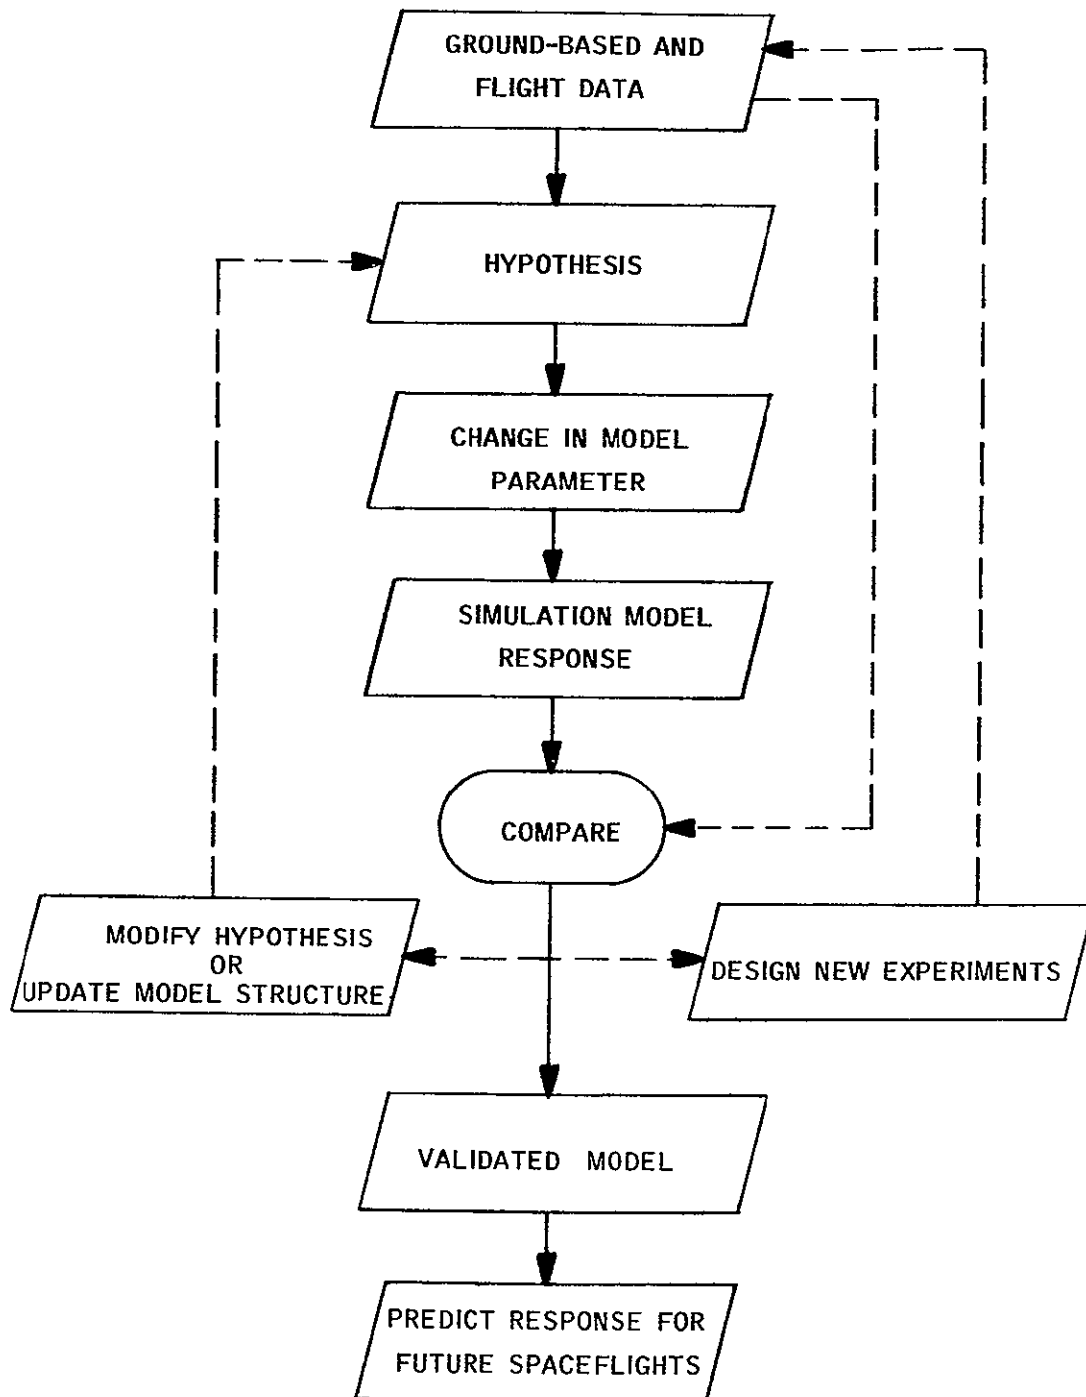 GROUND-BASED AND
FLIGHT DATA
HYPOTHESIS
CHANGE IN MODEL
PARAMETER
SIMULATION MODEL
RESPONSE
COMPARE
MODIFY HYPOTHESIS
OR
UPDATE MODEL STRUCTURE
DESIGN NEW EXPERIMENTS
VALIDATED MODEL
PREDICT RESPONSE FOR
FUTURE SPACEFLIGHTS